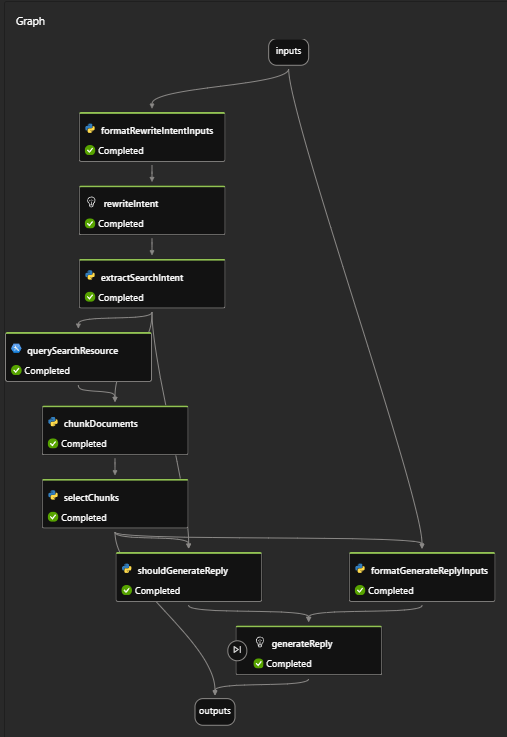 Graph
inputs
formatRewriteIntentInputs
Completed
rewriteIntent
Completed
extractSearchIntent
Completed
querySearchResource
Completed
chunkDocuments
Completed
selectChunks
Completed
shouldGenerateReply
Completed
formatGenerateReplyInputs
Completed
generateReply
Completed
outputs